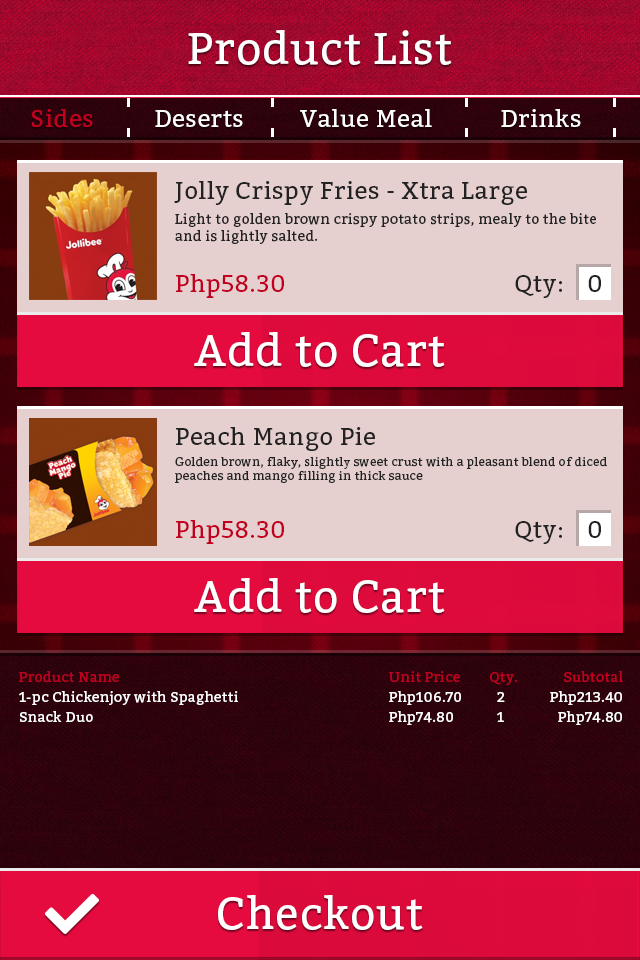 Product List
Sides Deserts Value Meal Drinks
Jollibee
Jolly Crispy Fries - Xtra Large
Light to golden brown crispy potato strips, mealy to the bite
and is lightly salted.
Php58.30 Qty: 0
Add to Cart
Peach
Mango
Pie
Peach Mango Pie
Golden brown, flaky, slightly sweet crust with a pleasant blend of diced
peaches and mango filling in thick sauce
Php58.30 Qty: 0
Add to Cart
Product Name Unit Price Qty. Subtotal
1-pc Chickenjoy with Spaghetti Php106.70 2 Php213.40
Snack Duo Php74.80 1 Php74.80
Checkout